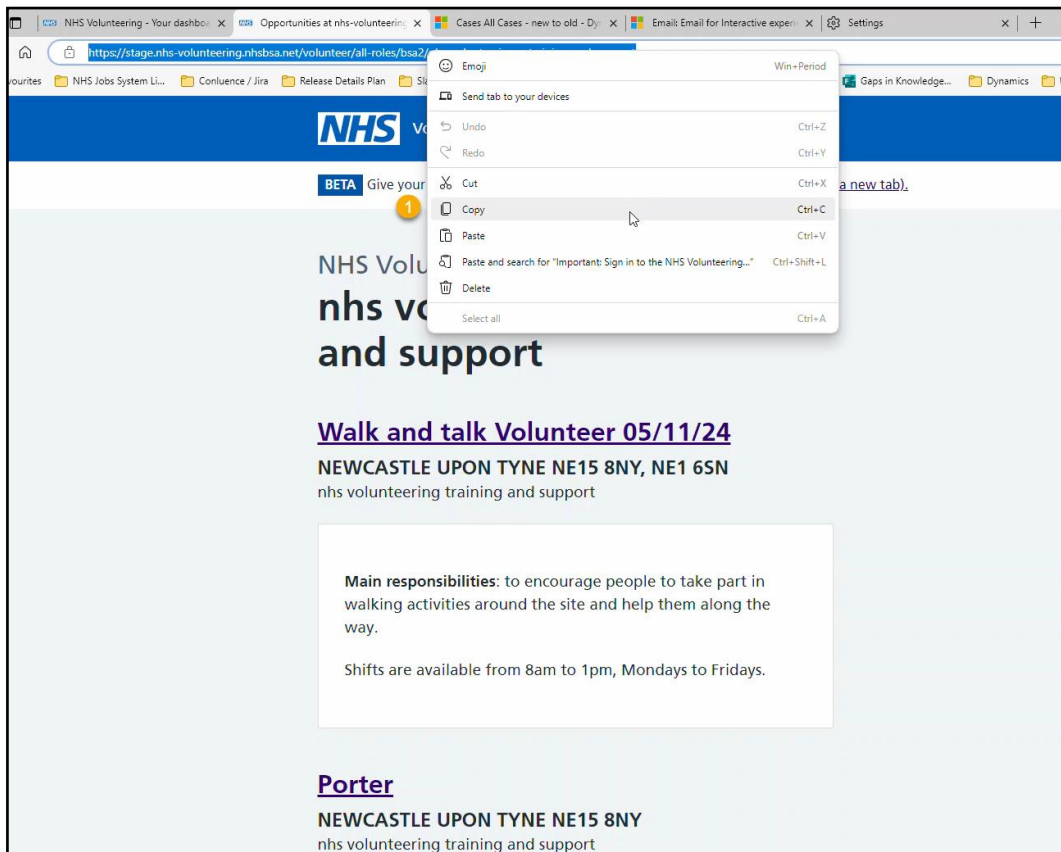 NHS Volunteering - Your dashboa
Opportunities at nhs-volunteering
Cases All Cases - new to old - Dyn
Email: Email for Interactive experie
Settings
https://stage.nhs-volunteering.nhsbsa.net/volunteer/all-roles/bsa2/
vourites
NHS Jobs System Li...
Conluence / Jira
Release Details Plan
Sla
Gaps in Knowledge...
Dynamics
Emoji Win+Period
Send tab to your devices
Undo Ctrl+Z
Redo Ctrl+Y
Cut Ctrl+X
Copy Ctrl+C
Paste Ctrl+V
Paste and search for "Important: Sign in to the NHS Volunteering..." Ctrl+Shift+L
Delete
Select all Ctrl+A
NHS Vo
BETA Give your
a new tab).
1
NHS Volu
nhs vo
and support
Walk and talk Volunteer 05/11/24
NEWCASTLE UPON TYNE NE15 8NY, NE1 6SN
nhs volunteering training and support
Main responsibilities: to encourage people to take part in
walking activities around the site and help them along the
way.
Shifts are available from 8am to 1pm, Mondays to Fridays.
Porter
NEWCASTLE UPON TYNE NE15 8NY
nhs volunteering training and support